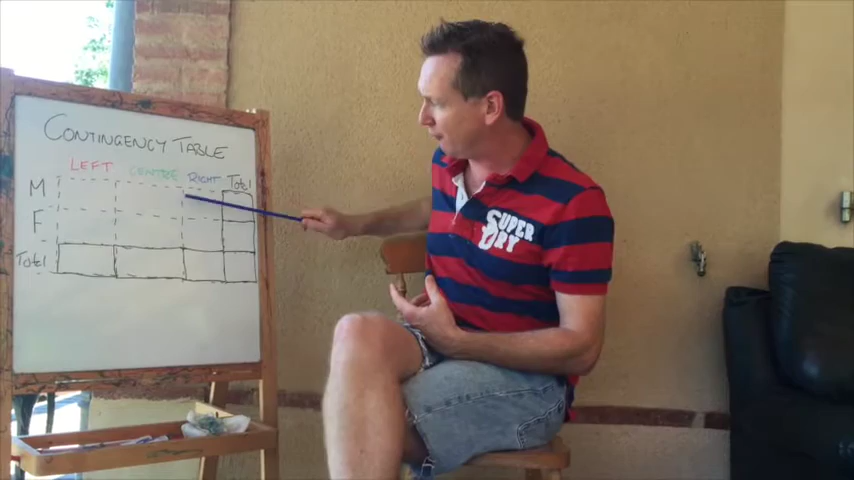 CONTINGENCY TABLE
LEFT CENTRE RIGHT Total
M
F
Total
SUPER
DRY